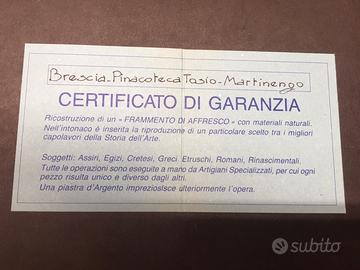 Brescia-Pinacoteca Tosio-Martinengo
CERTIFICATO DI GARANZIA
Ricostruzione di un « FRAMMENTO DI AFFRESCO » con materiali naturali.
Nell'intonaco è inserita la riproduzione di un particolare scelto tra i migliori
capolavori della Storia dell'Arte.
Soggetti: Assiri, Egizi, Cretesi, Greci Etruschi, Romani, Rinascimentali.
Tutte le operazioni sono eseguite a mano da Artigiani Specializzati, per cui ogni
pezzo risulta unico e diverso dagli altri.
Una piastra d'Argento impreziosisce ulteriormente l'opera.
subito